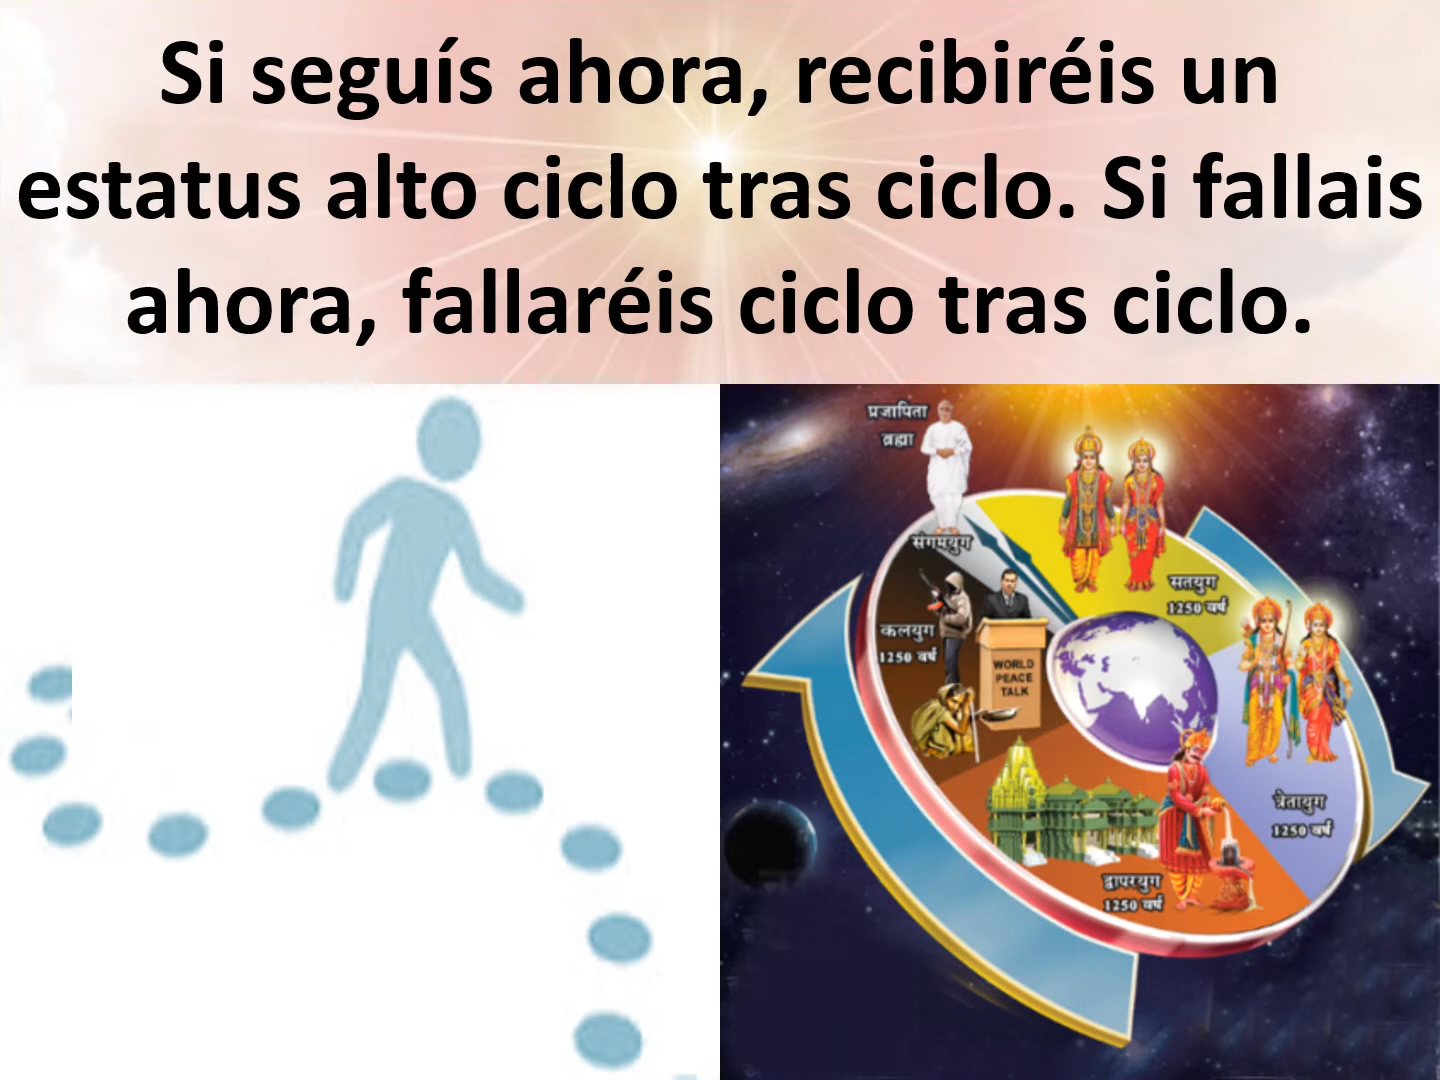 Si seguís ahora, recibiréis un
estatus alto ciclo tras ciclo. Si fallais
ahora, fallaréis ciclo tras ciclo.
प्रजापिता
ब्रह्मा
संगमयुग
सतयुग
1250 वर्ष
कलयुग
1250 वर्ष
WORLD
PEACE
TALK
त्रेतायुग
1250 वर्ष
द्वापरयुग
1250 वर्ष